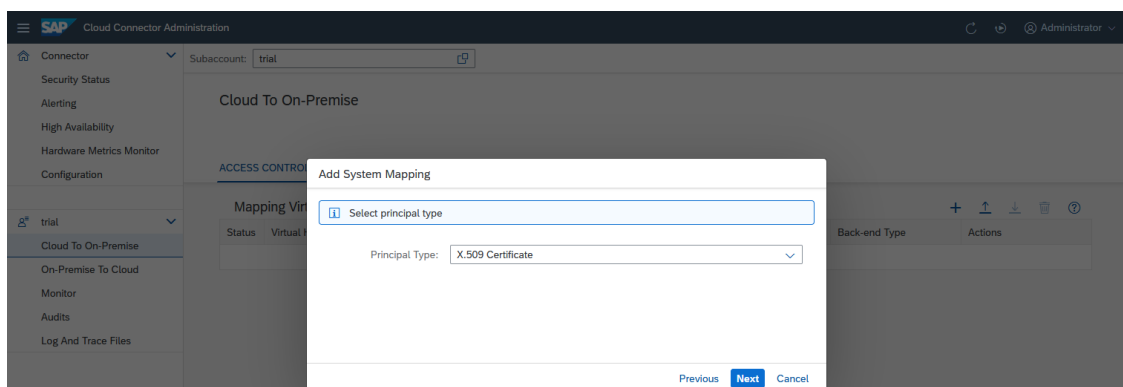 SAP Cloud Connector Administration
Administrator
Connector
Security Status
Alerting
High Availability
Hardware Metrics Monitor
Configuration
trial
Cloud To On-Premise
On-Premise To Cloud
Monitor
Audits
Log And Trace Files
Subaccount: trial
Cloud To On-Premise
ACCESS CONTROL
Mapping Vir
Status Virtual H Back-end Type Actions
Add System Mapping
Select principal type
Principal Type: X.509 Certificate
Previous Next Cancel